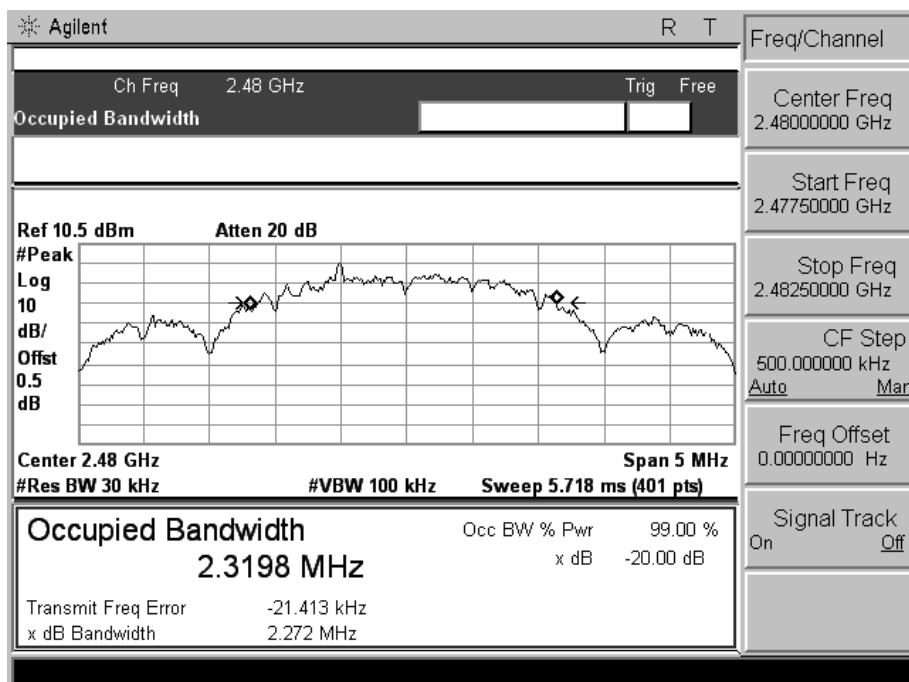 Agilent R T
Freq/Channel
Ch Freq 2.48 GHz Trig Free
Occupied Bandwidth
Center Freq
2.48000000 GHz
Start Freq
2.47750000 GHz
Stop Freq
2.48250000 GHz
CF Step
500.000000 kHz
Auto Man
Freq Offset
0.00000000 Hz
Signal Track
On Off
Ref 10.5 dBm Atten 20 dB
#Peak
Log
10
dB/
Offst
0.5
dB
Center 2.48 GHz Span 5 MHz
#Res BW 30 kHz #VBW 100 kHz Sweep 5.718 ms (401 pts)
Occupied Bandwidth Occ BW % Pwr 99.00 %
2.3198 MHz x dB -20.00 dB
Transmit Freq Error -21.413 kHz
x dB Bandwidth 2.272 MHz